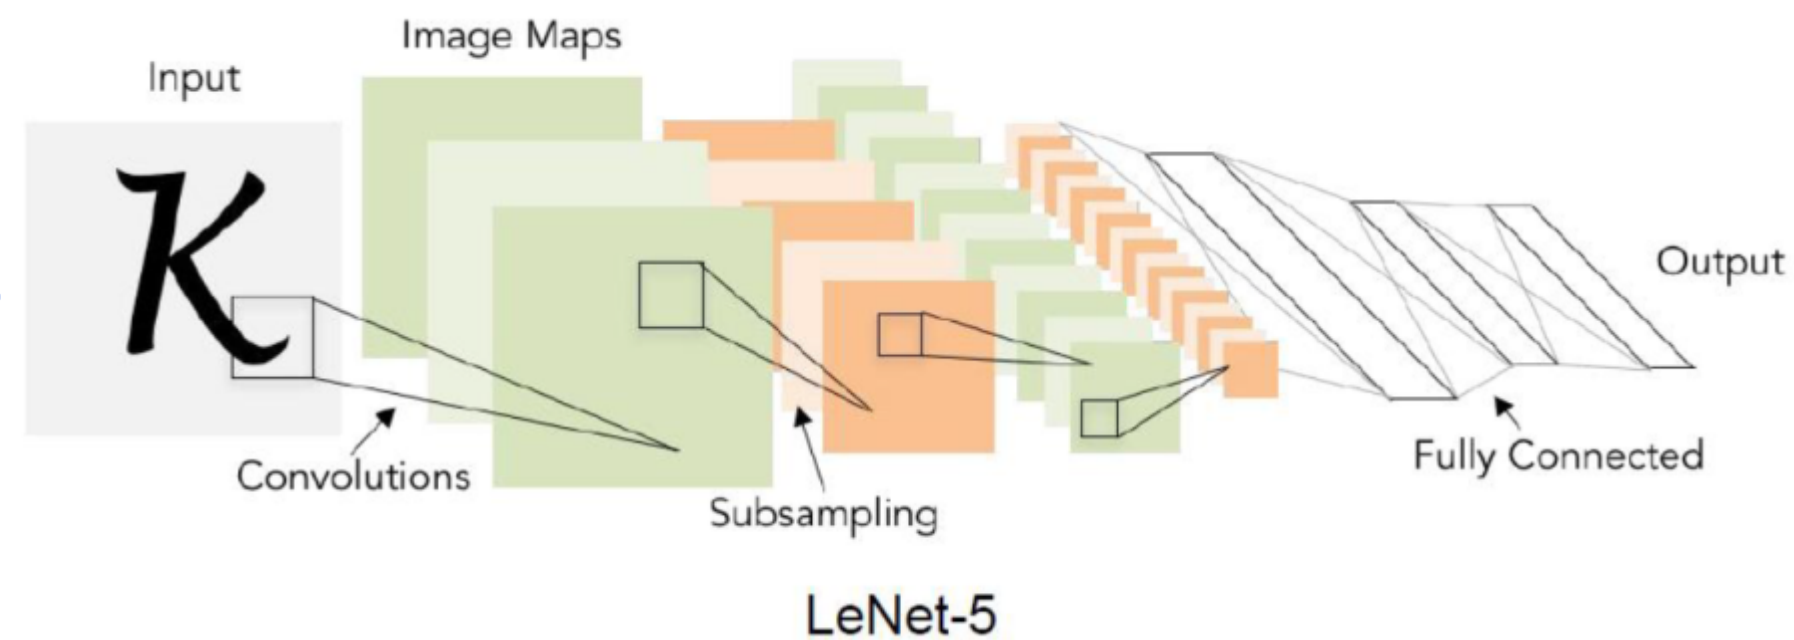 Image Maps
Input
K
Output
Convolutions
Fully Connected
Subsampling
LeNet-5